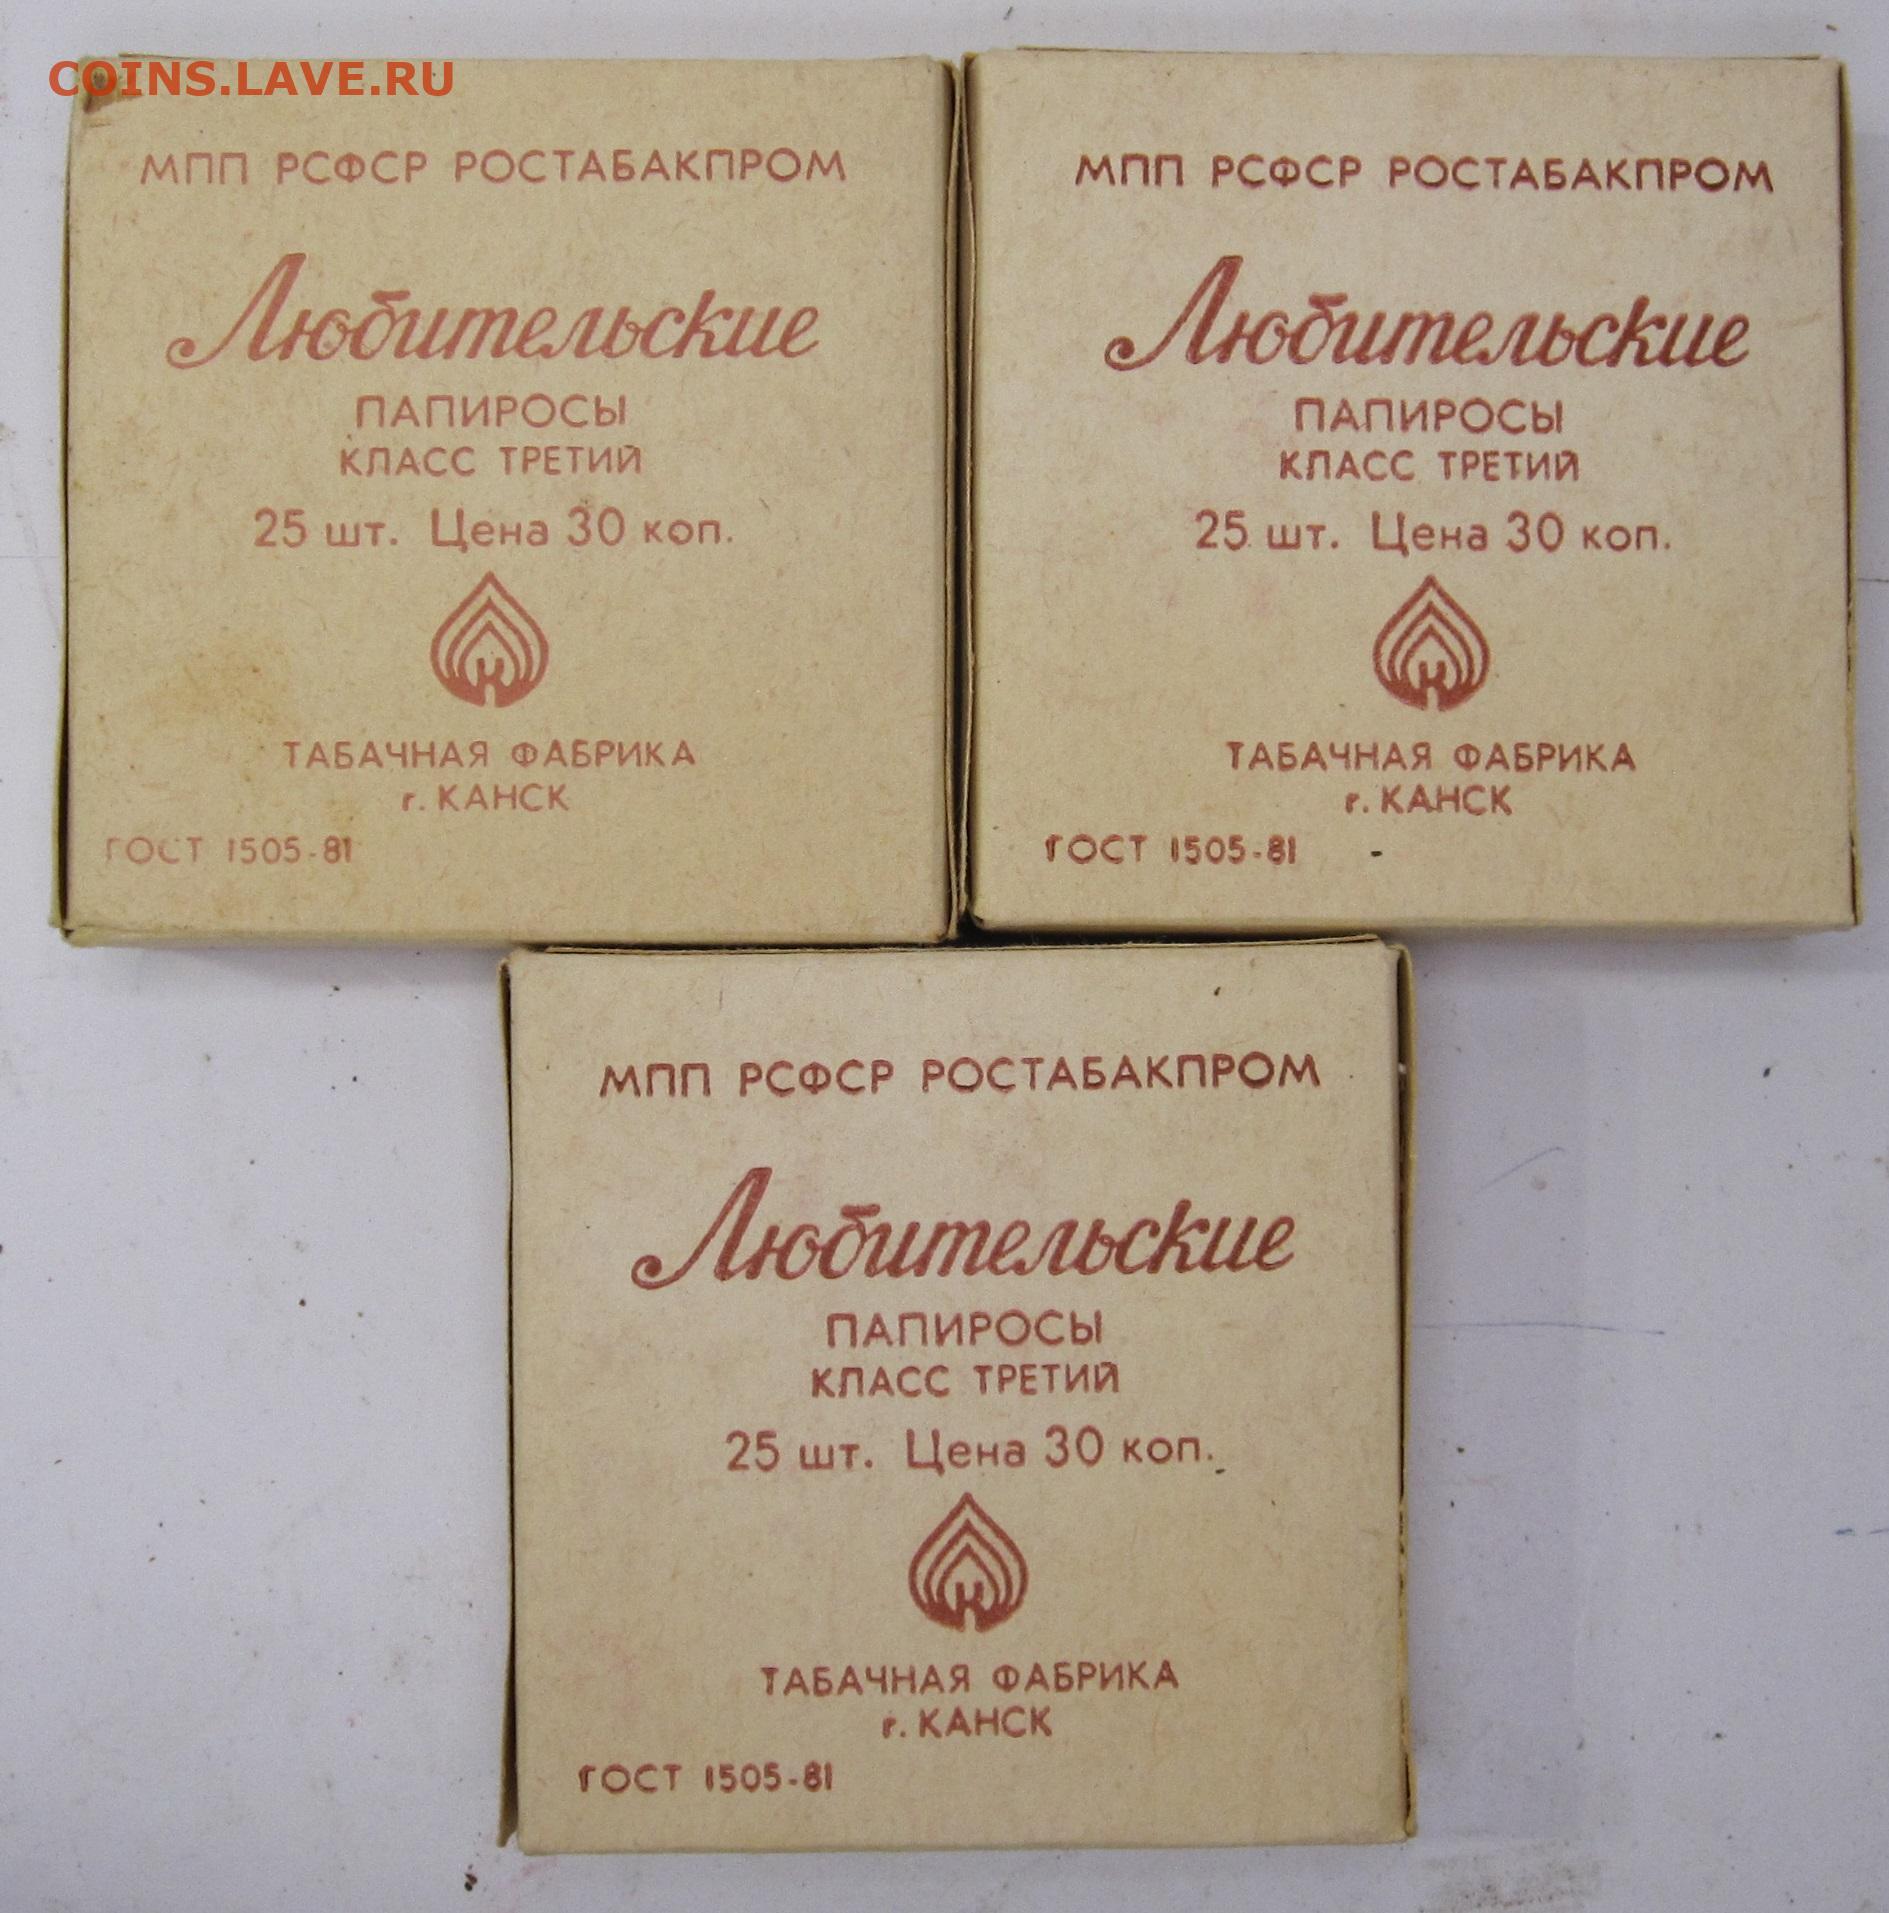 COINS.LAVE.RU
МПП РСФСР РОСТАБАКПРОМ
Любительские
ПАПИРОСЫ
КЛАСС ТРЕТИЙ
25 шт. Цена 30 коп.
К
ТАБАЧНАЯ ФАБРИКА
г. КАНСК
ГОСТ 1505-81
МПП РСФСР РОСТАБАКПРОМ
Любительские
ПАПИРОСЫ
КЛАСС ТРЕТИЙ
25 шт. Цена 30 коп.
К
ТАБАЧНАЯ ФАБРИКА
г. КАНСК
ГОСТ 1505-81
МПП РСФСР РОСТАБАКПРОМ
Любительские
ПАПИРОСЫ
КЛАСС ТРЕТИЙ
25 шт. Цена 30 коп.
К
ТАБАЧНАЯ ФАБРИКА
г. КАНСК
ГОСТ 1505-81